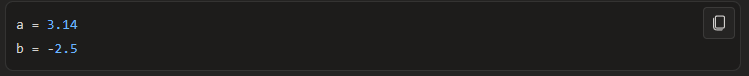 a = 3.14
b = -2.5